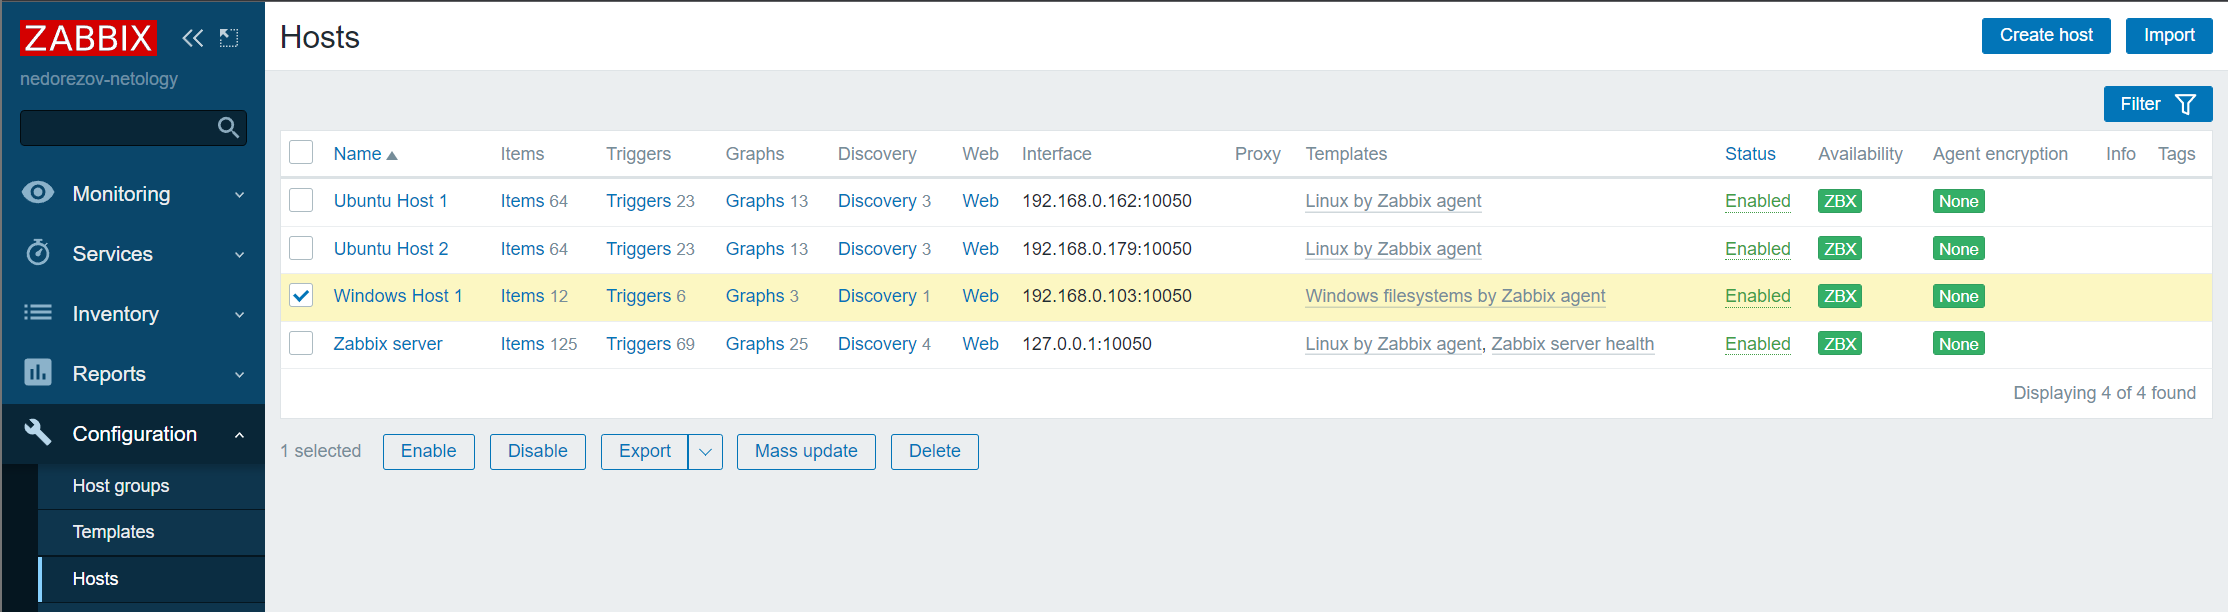 ZABBIX
nedorezov-netology
Monitoring
Services
Inventory
Reports
Configuration
Host groups
Templates
Hosts
Hosts
Create host Import
Filter
Name Items Triggers Graphs Discovery Web Interface Proxy Templates Status Availability Agent encryption Info Tags
Ubuntu Host 1 Items 64 Triggers 23 Graphs 13 Discovery 3 Web 192.168.0.162:10050 Linux by Zabbix agent Enabled ZBX None
Ubuntu Host 2 Items 64 Triggers 23 Graphs 13 Discovery 3 Web 192.168.0.179:10050 Linux by Zabbix agent Enabled ZBX None
Windows Host 1 Items 12 Triggers 6 Graphs 3 Discovery 1 Web 192.168.0.103:10050 Windows filesystems by Zabbix agent Enabled ZBX None
Zabbix server Items 125 Triggers 69 Graphs 25 Discovery 4 Web 127.0.0.1:10050 Linux by Zabbix agent, Zabbix server health Enabled ZBX None
Displaying 4 of 4 found
1 selected Enable Disable Export Mass update Delete